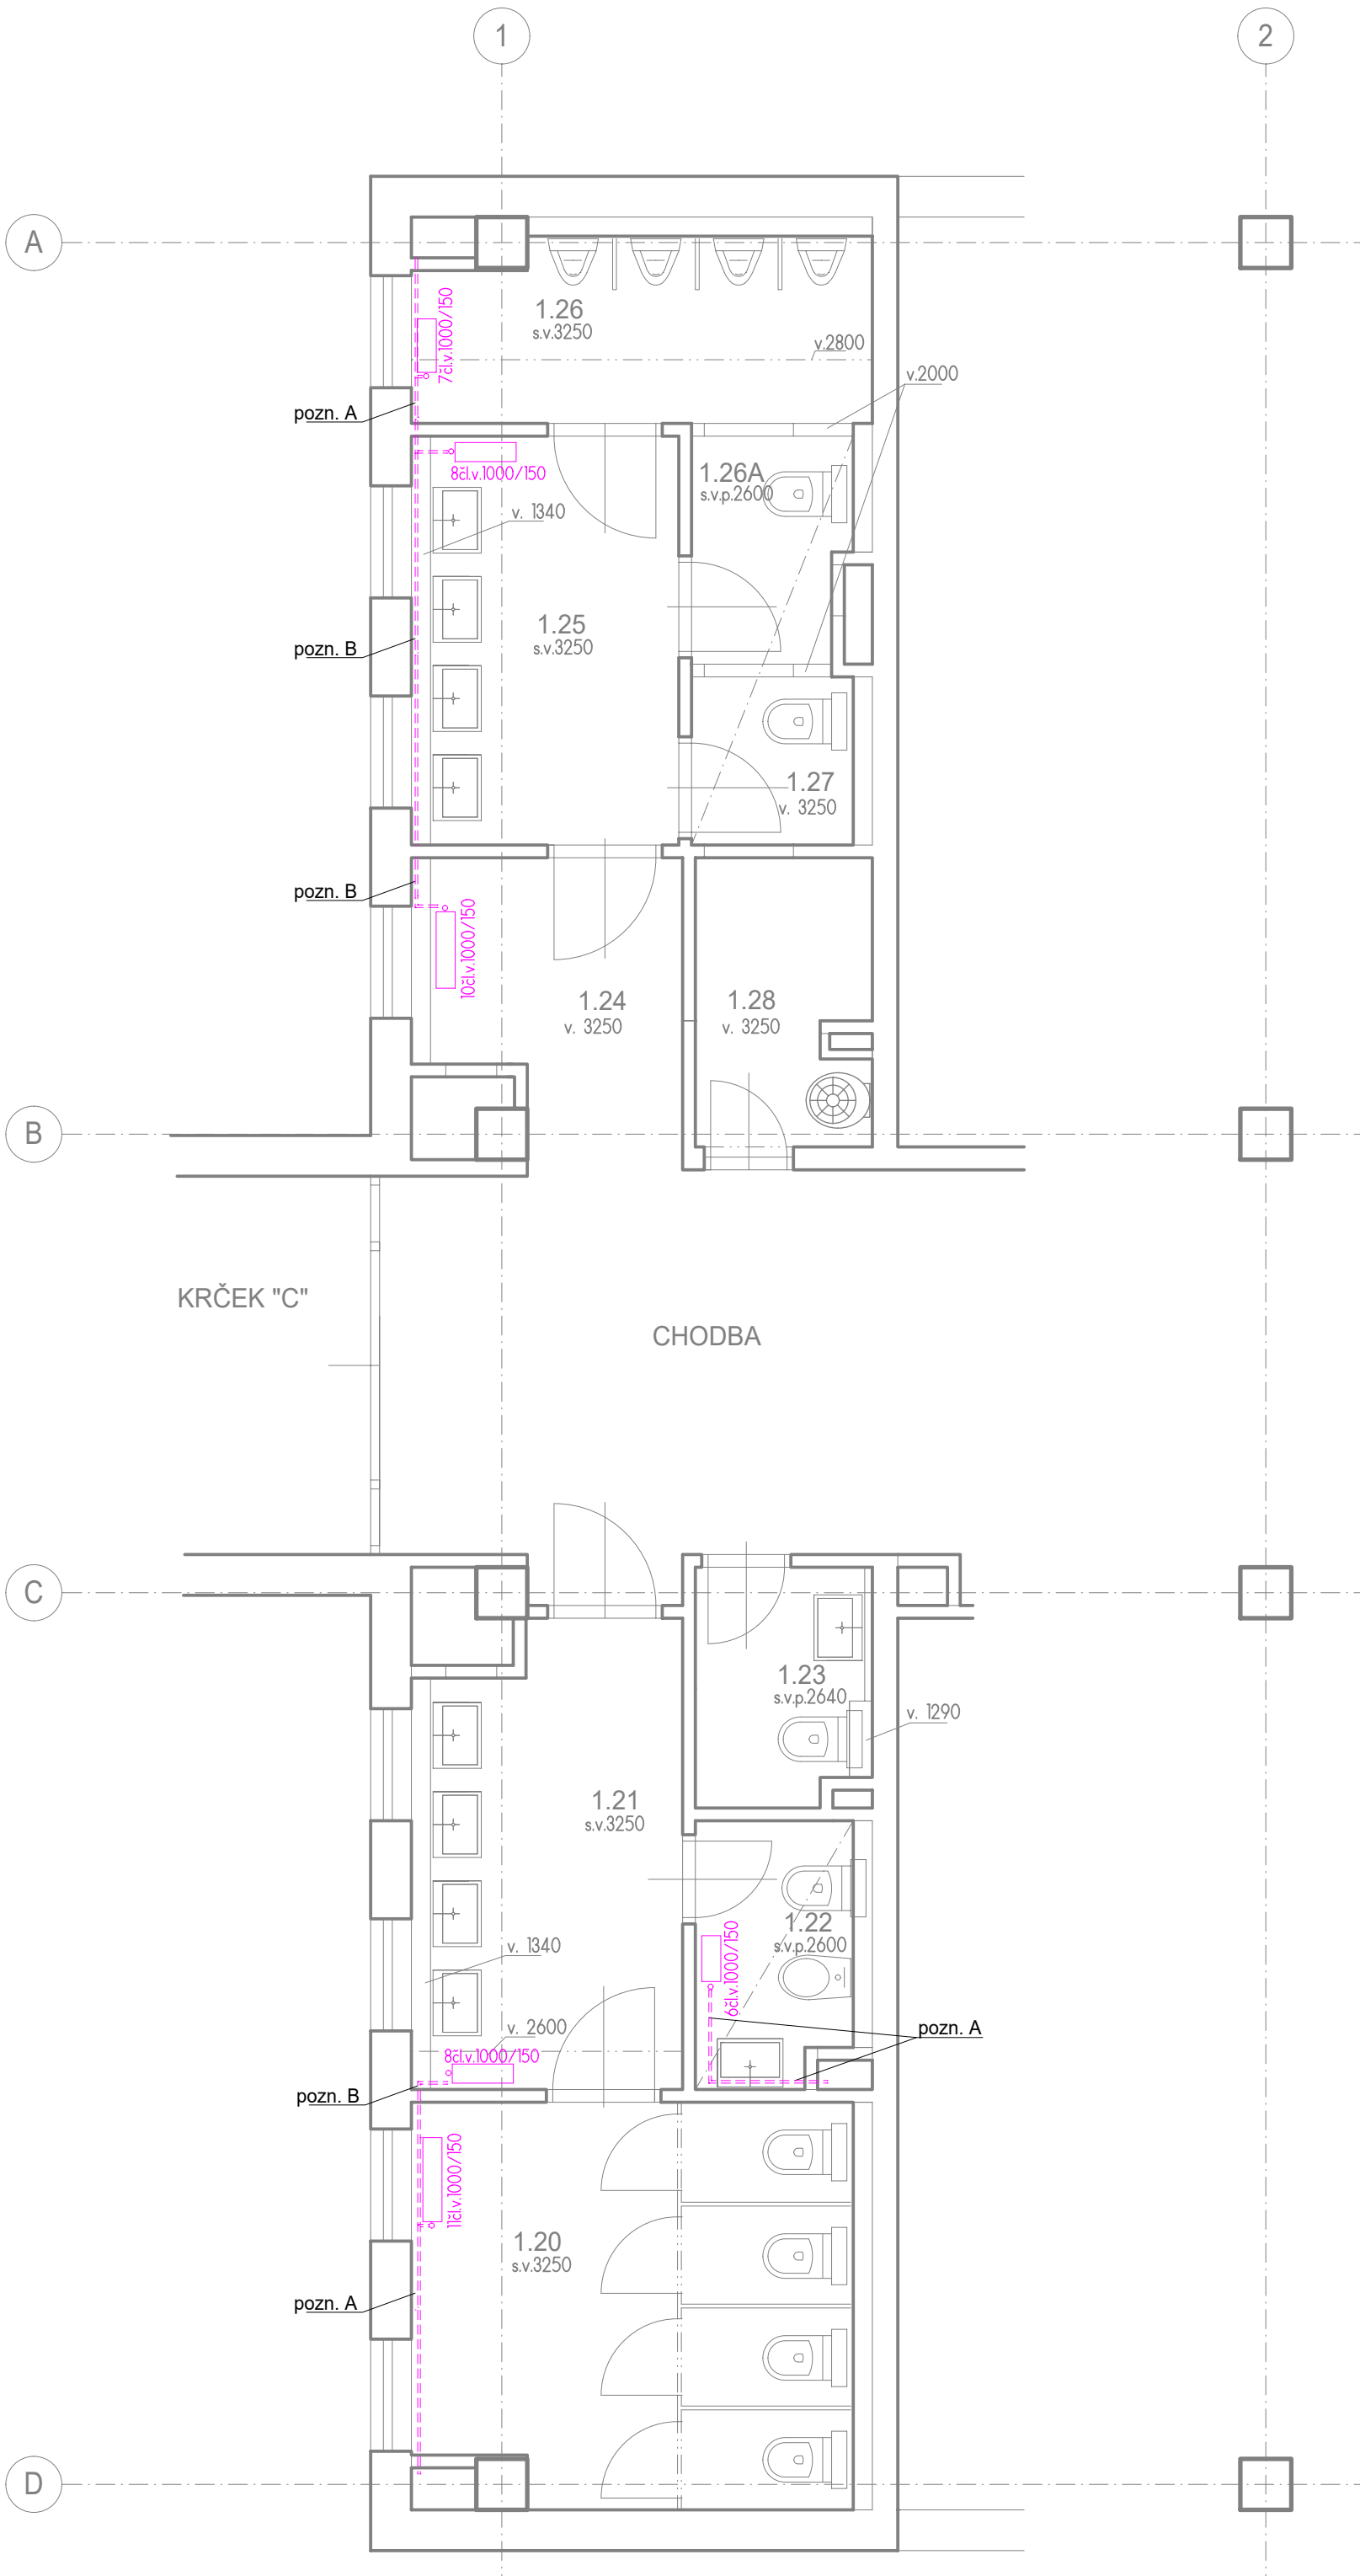 1
2
A
1.26
s.v.3250
7čl.v.1000/150
v.2800
v.2000
pozn. A
8čl.v.1000/150
1.26A
s.v.p.2600
v. 1340
1.25
s.v.3250
pozn. B
1.27
v. 3250
pozn. B
10čl.v.1000/150
1.24
v. 3250
1.28
v. 3250
B
KRČEK "C"
CHODBA
C
1.23
s.v.p.2640
v. 1290
1.21
s.v.3250
1.22
s.v.p.2600
6čl.v.1000/150
v. 1340
v. 2600
pozn. A
8čl.v.1000/150
pozn. B
11čl.v.1000/150
1.20
s.v.3250
pozn. A
D